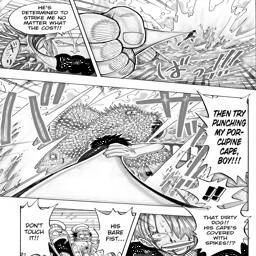 HE'S
DETERMINED TO
STRIKE ME NO
MATTER WHAT
THE COST!!
THEN TRY
PUNCHING
MY POR-
CUPINE
CAPE,
BOY!!!
!!
THAT DIRTY
DOG!! HIS
CAPE'S
COVERED
WITH
SPIKES!!?
HIS
BARE
FIST...
DON'T
TOUCH
IT!!